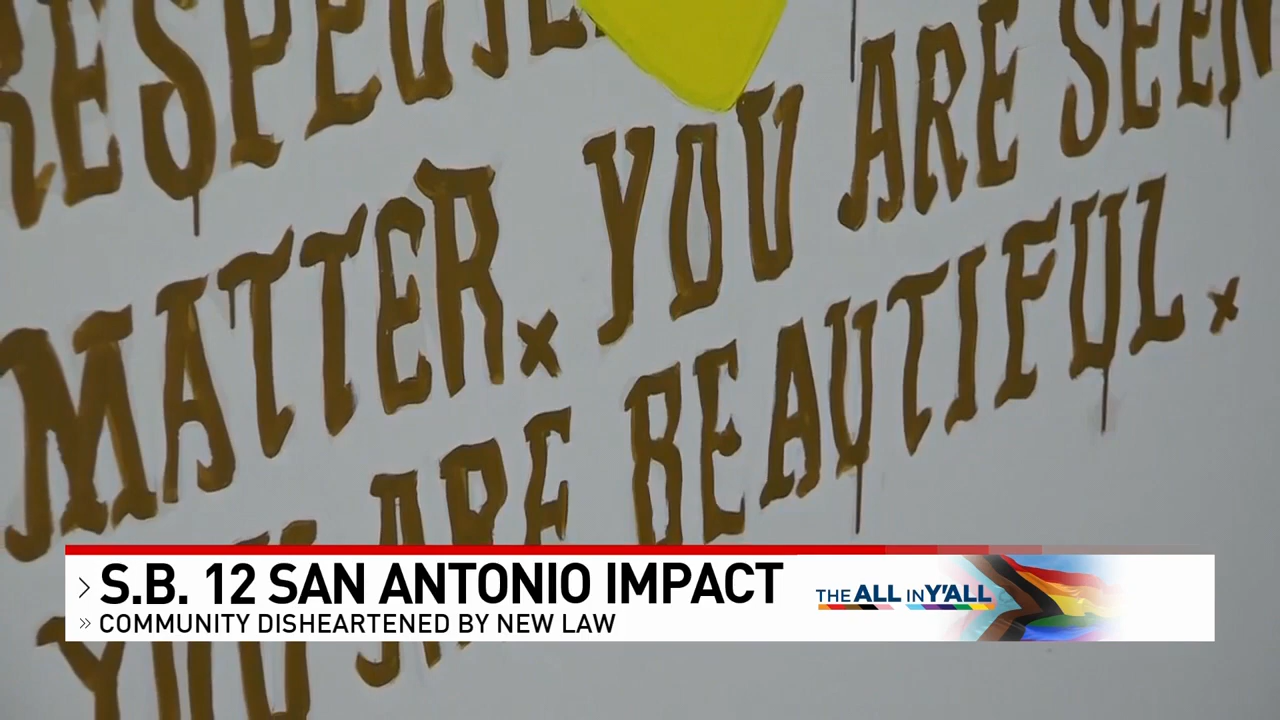 MATTER. YOU ARE SEEN
ARE BEAUTIFUL.
YOU
S.B. 12 SAN ANTONIO IMPACT
COMMUNITY DISHEARTENED BY NEW LAW
THE ALL IN Y'ALL